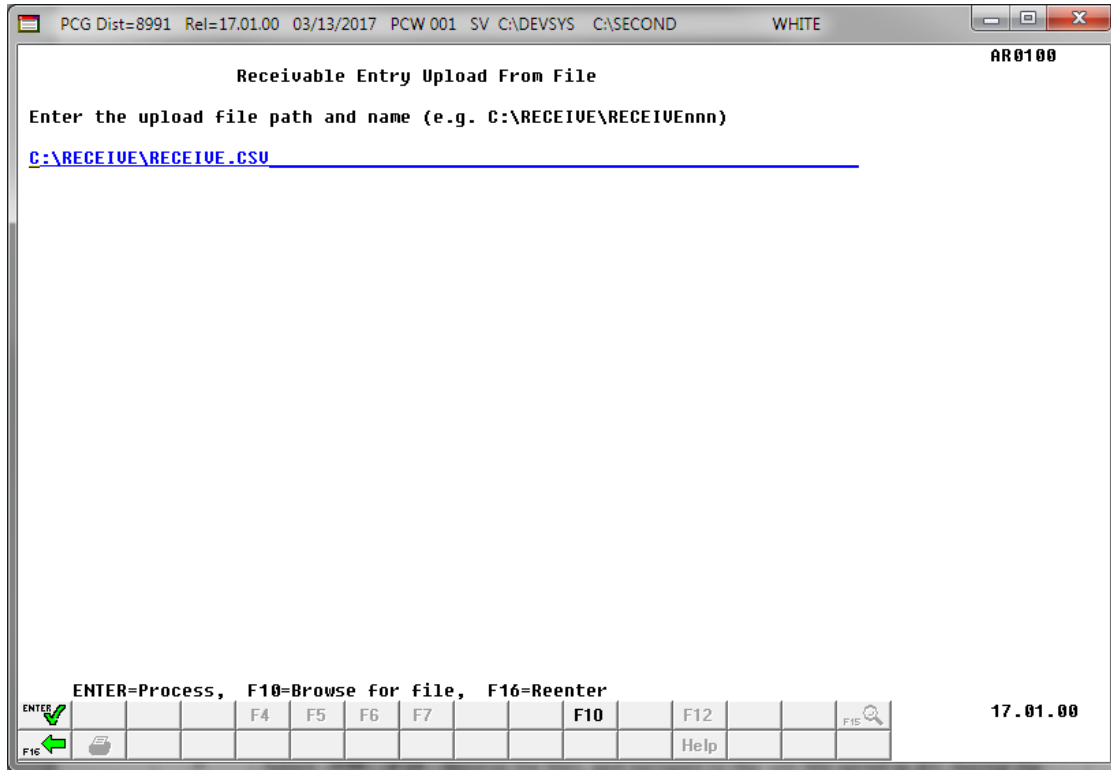 PCG Dist=8991 Rel=17.01.00 03/13/2017 PCW 001 SV C:\DEVSYS C:\SECOND WHITE
AR0100
Receivable Entry Upload From File
Enter the upload file path and name (e.g. C:\RECEIVE\RECEIVEnnn)
C:\RECEIVE\RECEIVE.CSV
ENTER=Process, F10=Browse for file, F16=Reenter
ENTER F4 F5 F6 F7 F10 F12 F15
17.01.00
F16 Help